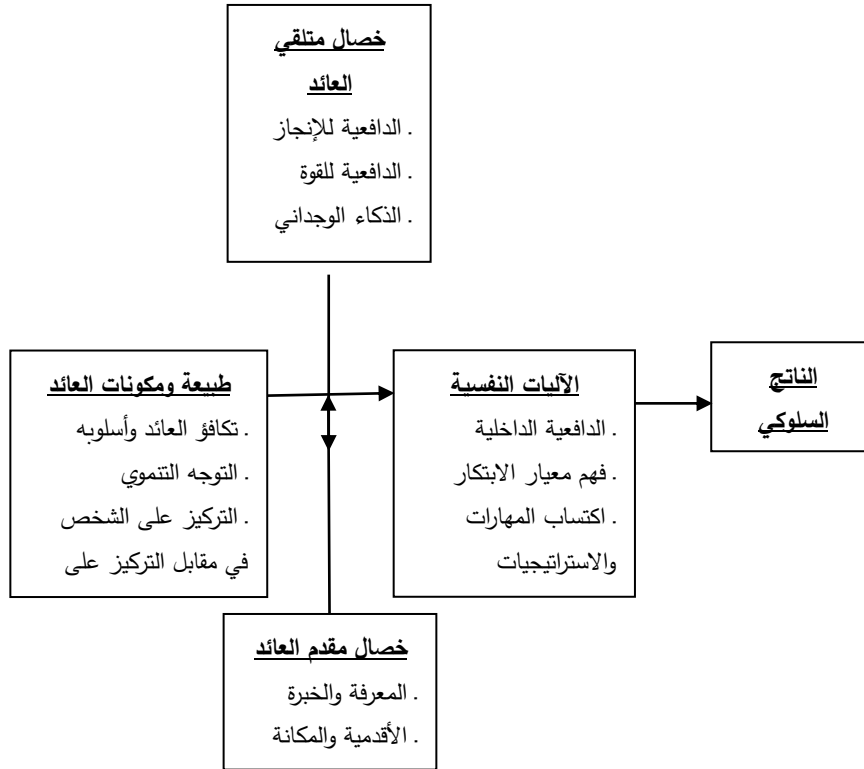 خصال متلقي
العائد
. الدافعية للإنجاز
. الدافعية للقوة
. الذكاء الوجداني
طبيعة ومكونات العائد
. تكافؤ العائد وأسلوبه
. التوجه التنموي
. التركيز على الشخص
في مقابل التركيز على
الآليات النفسية
. الدافعية الداخلية
. فهم معيار الابتكار
. اكتساب المهارات
والاستراتيجيات
الناتج
السلوكي
خصال مقدم العائد
. المعرفة والخبرة
. الأقدمية والمكانة